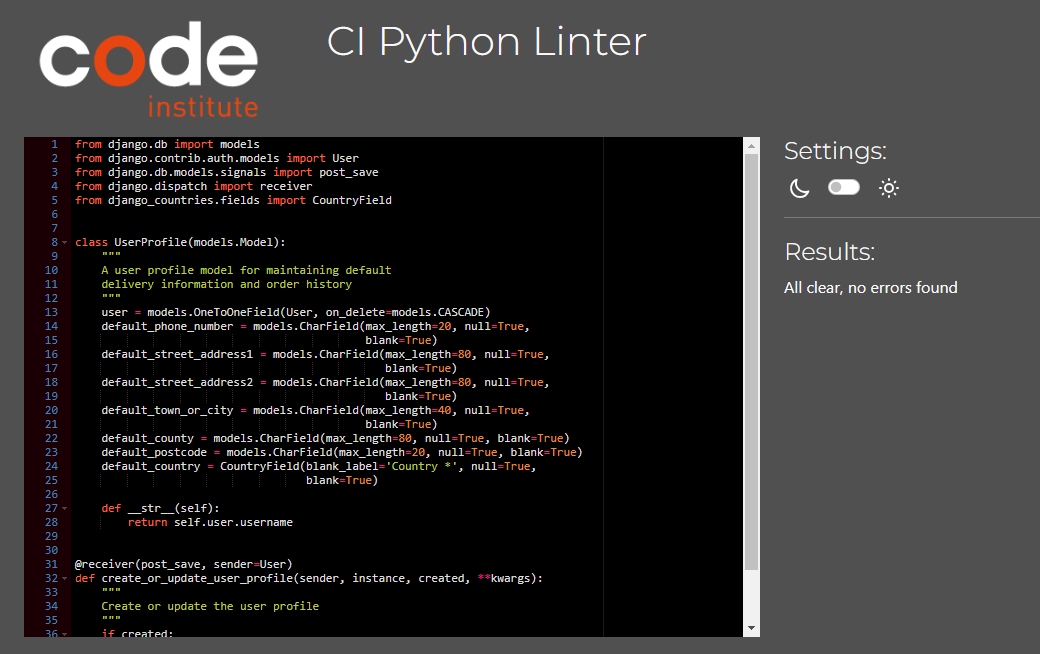 code
institute
CI Python Linter
1 from django.db import models
2 from django.contrib.auth.models import User
3 from django.db.models.signals import post_save
4 from django.dispatch import receiver
5 from django_countries.fields import CountryField
6
7
8 class UserProfile(models.Model):
9     """
10     A user profile model for maintaining default
11     delivery information and order history
12     """
13     user = models.OneToOneField(User, on_delete=models.CASCADE)
14     default_phone_number = models.CharField(max_length=20, null=True,
15                                             blank=True)
16     default_street_address1 = models.CharField(max_length=80, null=True,
17                                                blank=True)
18     default_street_address2 = models.CharField(max_length=80, null=True,
19                                                blank=True)
20     default_town_or_city = models.CharField(max_length=40, null=True,
21                                             blank=True)
22     default_county = models.CharField(max_length=80, null=True, blank=True)
23     default_postcode = models.CharField(max_length=20, null=True, blank=True)
24     default_country = CountryField(blank_label='Country *', null=True,
25                                    blank=True)
26
27     def __str__(self):
28         return self.user.username
29
30
31 @receiver(post_save, sender=User)
32 def create_or_update_user_profile(sender, instance, created, **kwargs):
33     """
34     Create or update the user profile
35     """
36     if created:
Settings:
Results:
All clear, no errors found